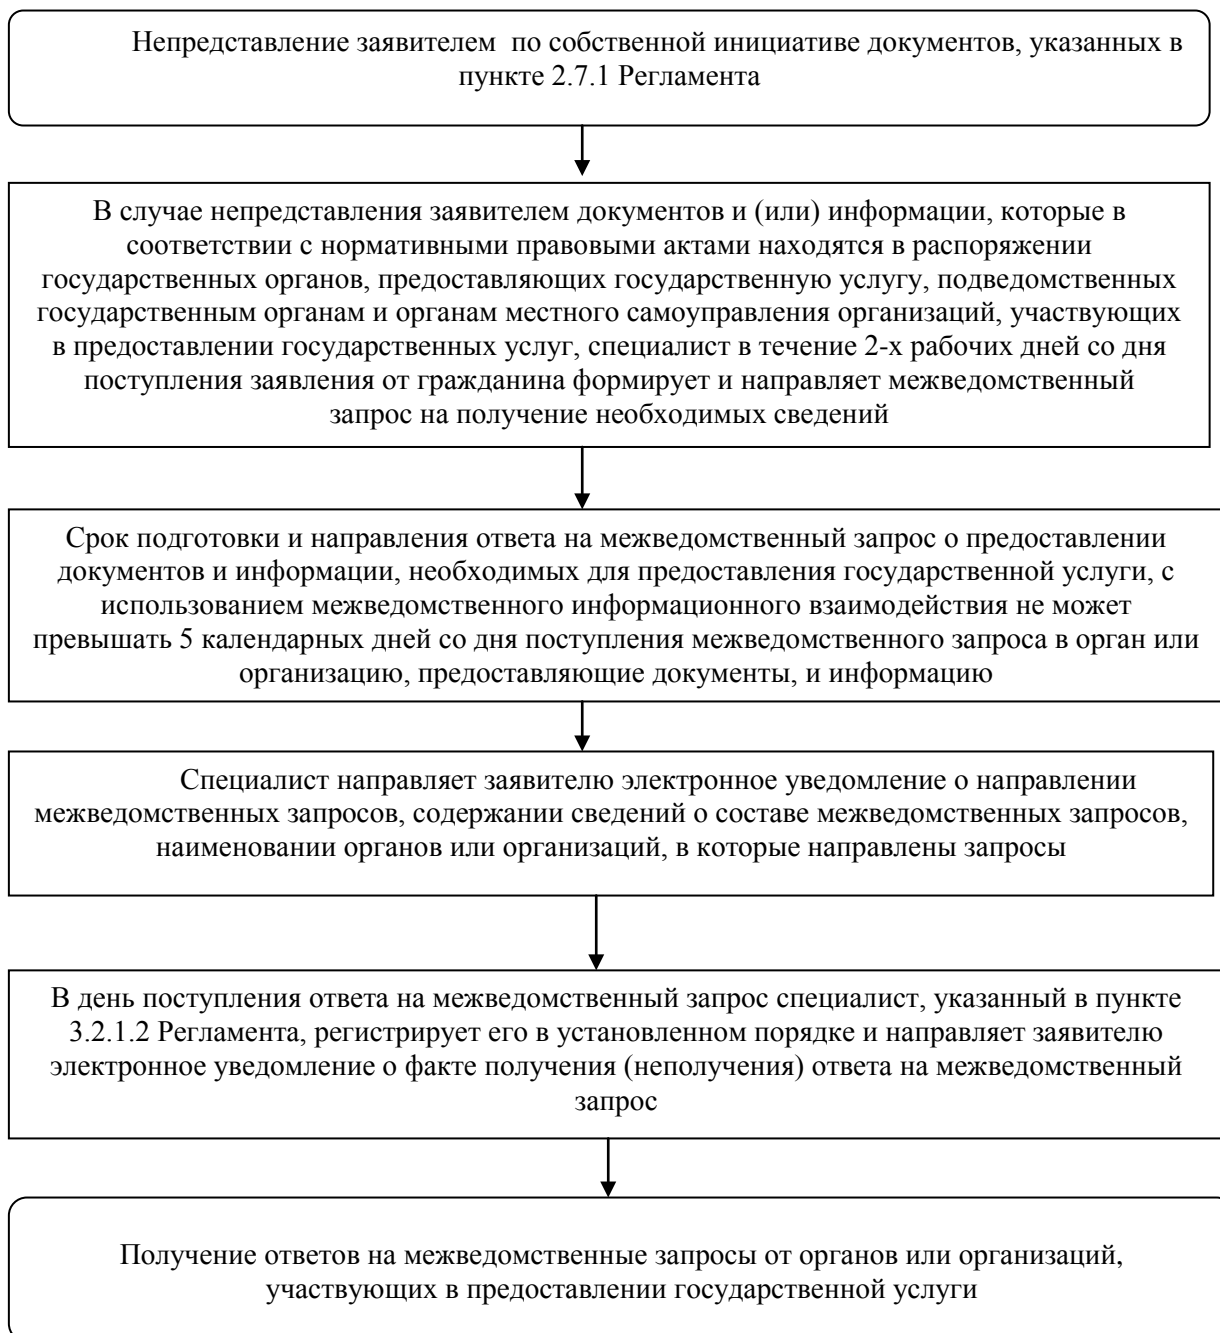 Непредставление заявителем  по собственной инициативе документов, указанных в
пункте 2.7.1 Регламента
В случае непредставления заявителем документов и (или) информации, которые в
соответствии с нормативными правовыми актами находятся в распоряжении
государственных органов, предоставляющих государственную услугу, подведомственных
государственным органам и органам местного самоуправления организаций, участвующих
в предоставлении государственных услуг, специалист в течение 2-х рабочих дней со дня
поступления заявления от гражданина формирует и направляет межведомственный
запрос на получение необходимых сведений
Срок подготовки и направления ответа на межведомственный запрос о предоставлении
документов и информации, необходимых для предоставления государственной услуги, с
использованием межведомственного информационного взаимодействия не может
превышать 5 календарных дней со дня поступления межведомственного запроса в орган или
организацию, предоставляющие документы, и информацию
Специалист направляет заявителю электронное уведомление о направлении
межведомственных запросов, содержании сведений о составе межведомственных запросов,
наименовании органов или организаций, в которые направлены запросы
В день поступления ответа на межведомственный запрос специалист, указанный в пункте
3.2.1.2 Регламента, регистрирует его в установленном порядке и направляет заявителю
электронное уведомление о факте получения (неполучения) ответа на межведомственный
запрос
Получение ответов на межведомственные запросы от органов или организаций,
участвующих в предоставлении государственной услуги